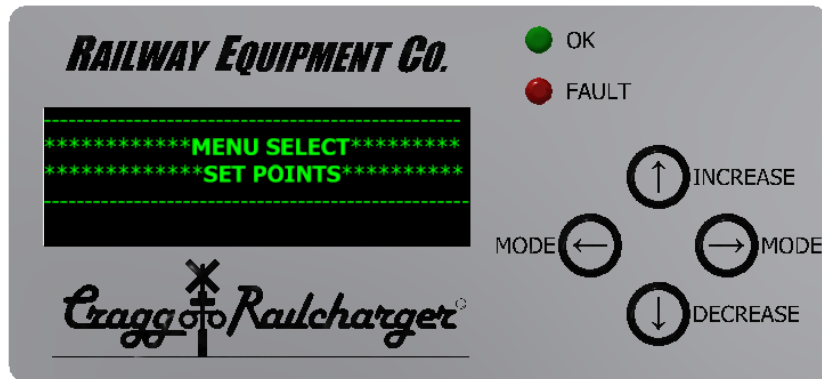 RAILWAY EQUIPMENT CO.
OK
FAULT
-------------------------------------------------
************MENU SELECT*********
*************SET POINTS**********
--------------------------------------------------
↑ INCREASE
MODE ← → MODE
↓ DECREASE
Cragg Railcharger